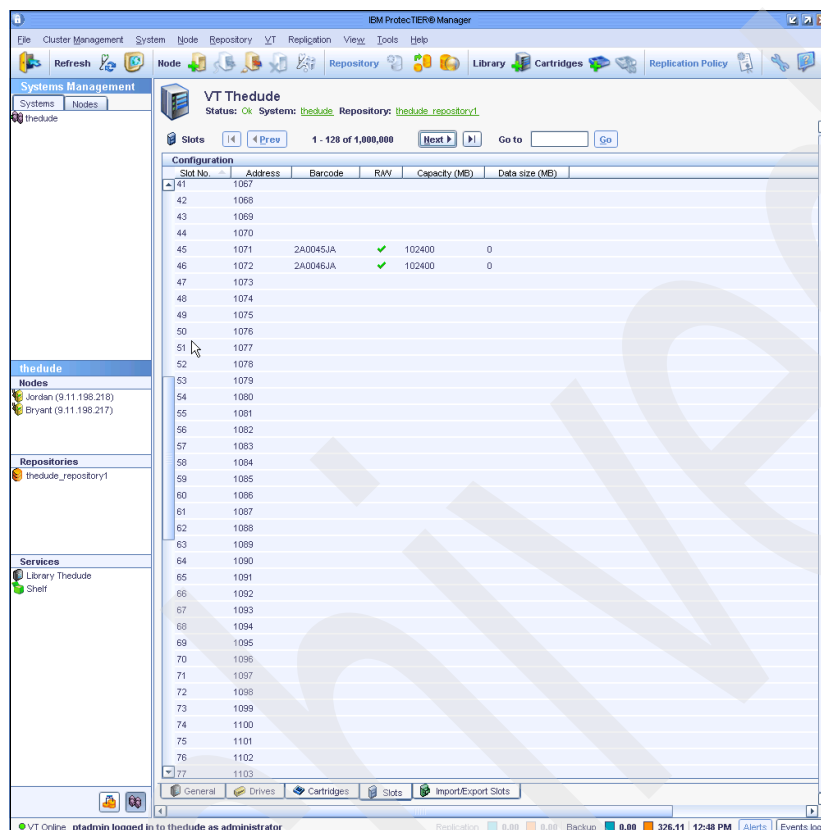 IBM ProtecTIER® Manager
File Cluster Management System Node Repository VT Replication View Tools Help
Refresh Node Repository Library Cartridges Replication Policy
Systems Management
Systems Nodes
thedude
VT Thedude
Status: Ok System: thedude Repository: thedude_repository1
Slots Prev 1 - 128 of 1,000,000 Next Go to Go
Configuration
Slot No. Address Barcode R/W Capacity (MB) Data size (MB)
41 1067
42 1068
43 1069
44 1070
45 1071 2A0045JA 102400 0
46 1072 2A0046JA 102400 0
47 1073
48 1074
49 1075
50 1076
51 1077
52 1078
53 1079
54 1080
55 1081
56 1082
57 1083
58 1084
59 1085
60 1086
61 1087
62 1088
63 1089
64 1090
65 1091
66 1092
67 1093
68 1094
69 1095
70 1096
71 1097
72 1098
73 1099
74 1100
75 1101
76 1102
77 1103
thedude
Nodes
Jordan (9.11.198.218)
Bryant (9.11.198.217)
Repositories
thedude_repository1
Services
Library Thedude
Shelf
General Drives Cartridges Slots Import/Export Slots
VT Online ptadmin logged in to thedude as administrator Replication 0.00 0.00 Backup 0.00 326.11 12:48 PM Alerts Events log